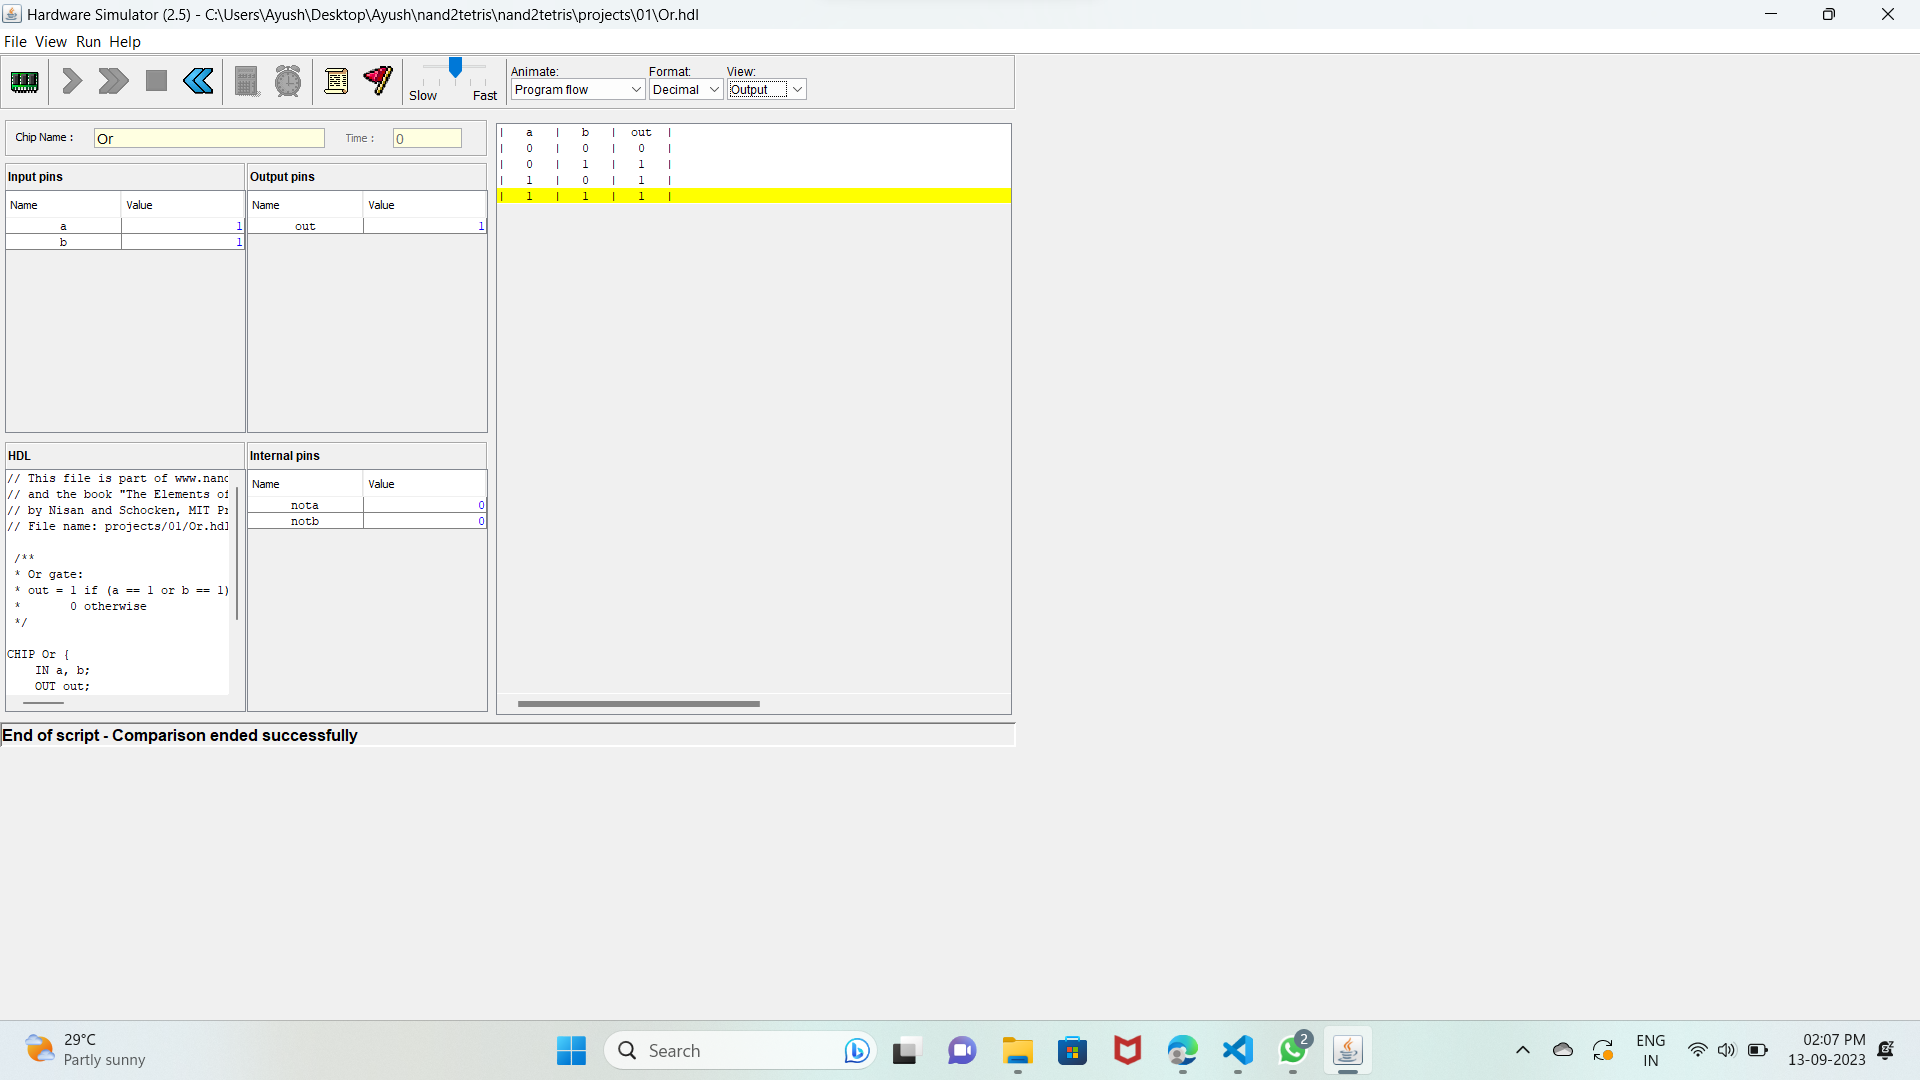 Hardware Simulator (2.5) - C:\Users\Ayush\Desktop\Ayush\nand2tetris\nand2tetris\projects\01\Or.hdl
File View Run Help
Slow Fast
Animate:
Program flow
Format:
Decimal
View:
Output
Chip Name : Or Time : 0
Input pins
Name Value
a 1
b 1
Output pins
Name Value
out 1
| a | b | out |
| 0 | 0 | 0 |
| 0 | 1 | 1 |
| 1 | 0 | 1 |
| 1 | 1 | 1 |
HDL
// This file is part of www.nand
// and the book "The Elements of
// by Nisan and Schocken, MIT Pr
// File name: projects/01/Or.hdl
/**
* Or gate:
* out = 1 if (a == 1 or b == 1)
* 0 otherwise
*/
CHIP Or {
IN a, b;
OUT out;
Internal pins
Name Value
nota 0
notb 0
End of script - Comparison ended successfully
29°C
Partly sunny
Search
2
ENG
IN
02:07 PM
13-09-2023